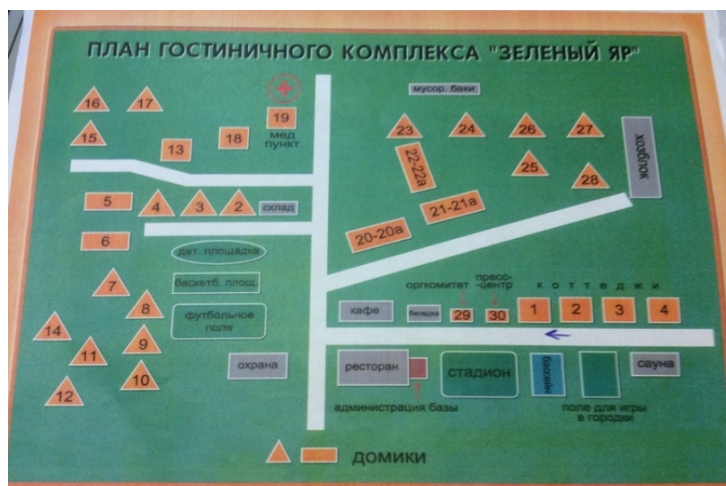 ПЛАН ГОСТИНИЧНОГО КОМПЛЕКСА "ЗЕЛЕНЫЙ ЯР"
мусор. баки
16
17
19
мед
пункт
15
13
18
23
24
26
27
22-22а
25
28
хозблок
5
4
3
2
склад
21-21а
20-20а
6
дет. площадка
7
баскетб. площ.
8
футбольное
поле
14
9
11
10
12
охрана
оргкомитет
пресс-
центр
коттеджи
кафе
беседка
29
30
1
2
3
4
ресторан
стадион
бассейн
сауна
администрация базы
поле для игры
в городки
ДОМИКИ